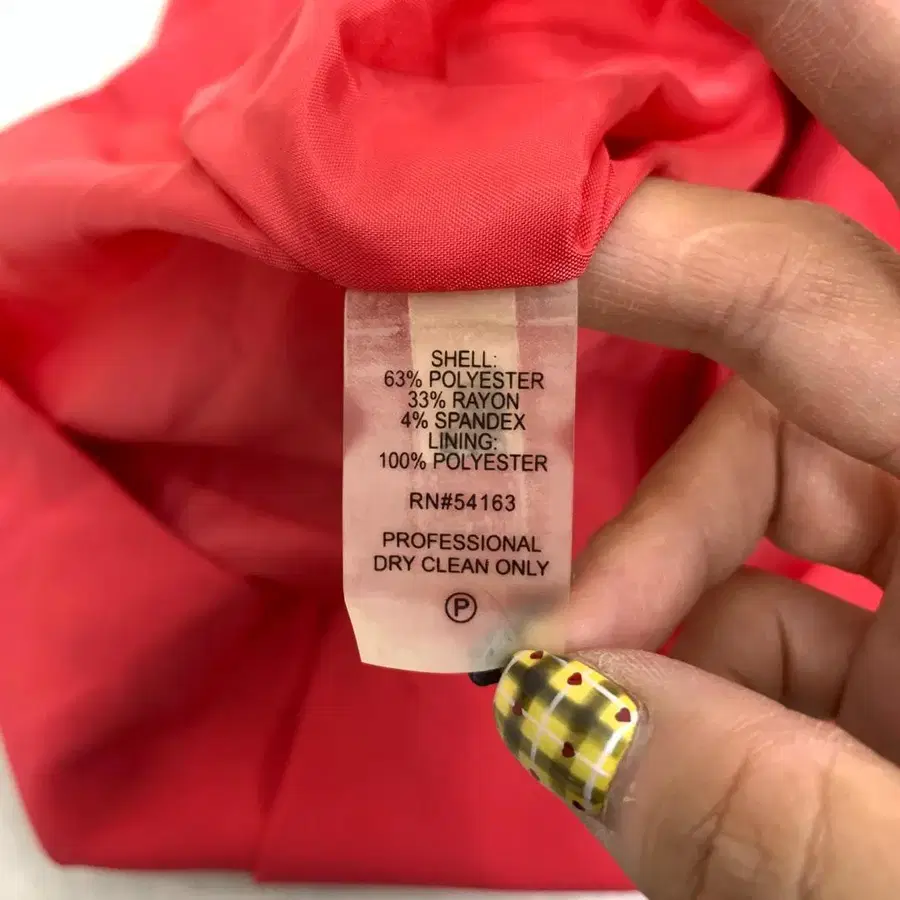 SHELL:
63% POLYESTER
33% RAYON
4% SPANDEX
LINING:
100% POLYESTER
RN#54163
PROFESSIONAL
DRY CLEAN ONLY
P